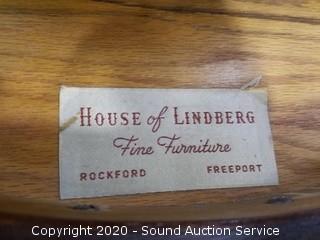 HOUSE of LINDBERG
Fine Furniture
ROCKFORD FREEPORT
Copyright 2020 - Sound Auction Service